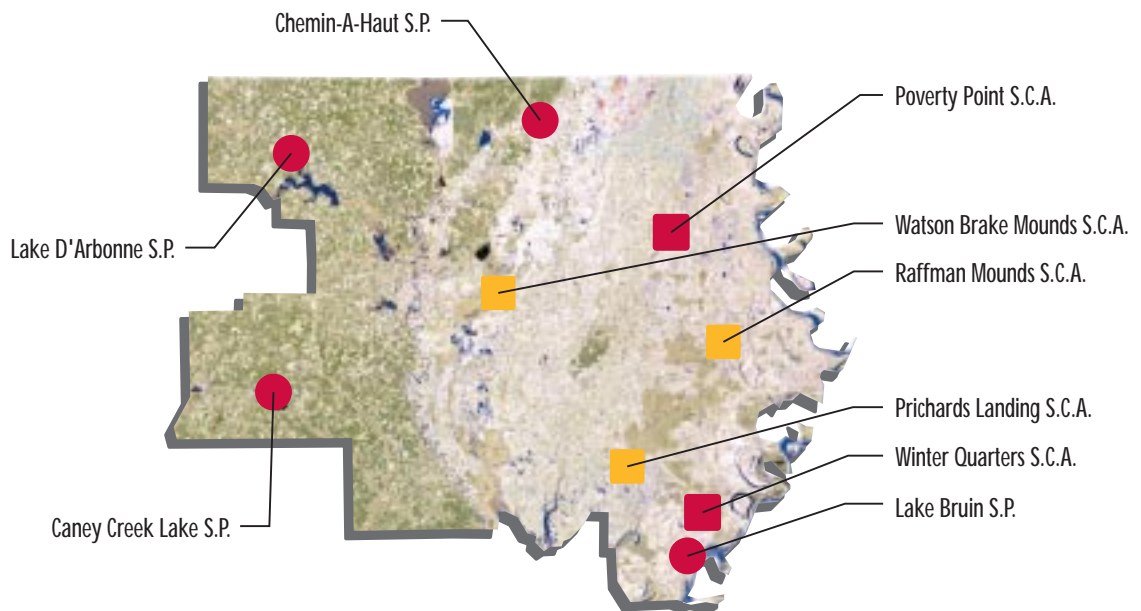 Chemin-A-Haut S.P.
Poverty Point S.C.A.
Watson Brake Mounds S.C.A.
Lake D'Arbonne S.P.
Raffman Mounds S.C.A.
Prichards Landing S.C.A.
Winter Quarters S.C.A.
Lake Bruin S.P.
Caney Creek Lake S.P.